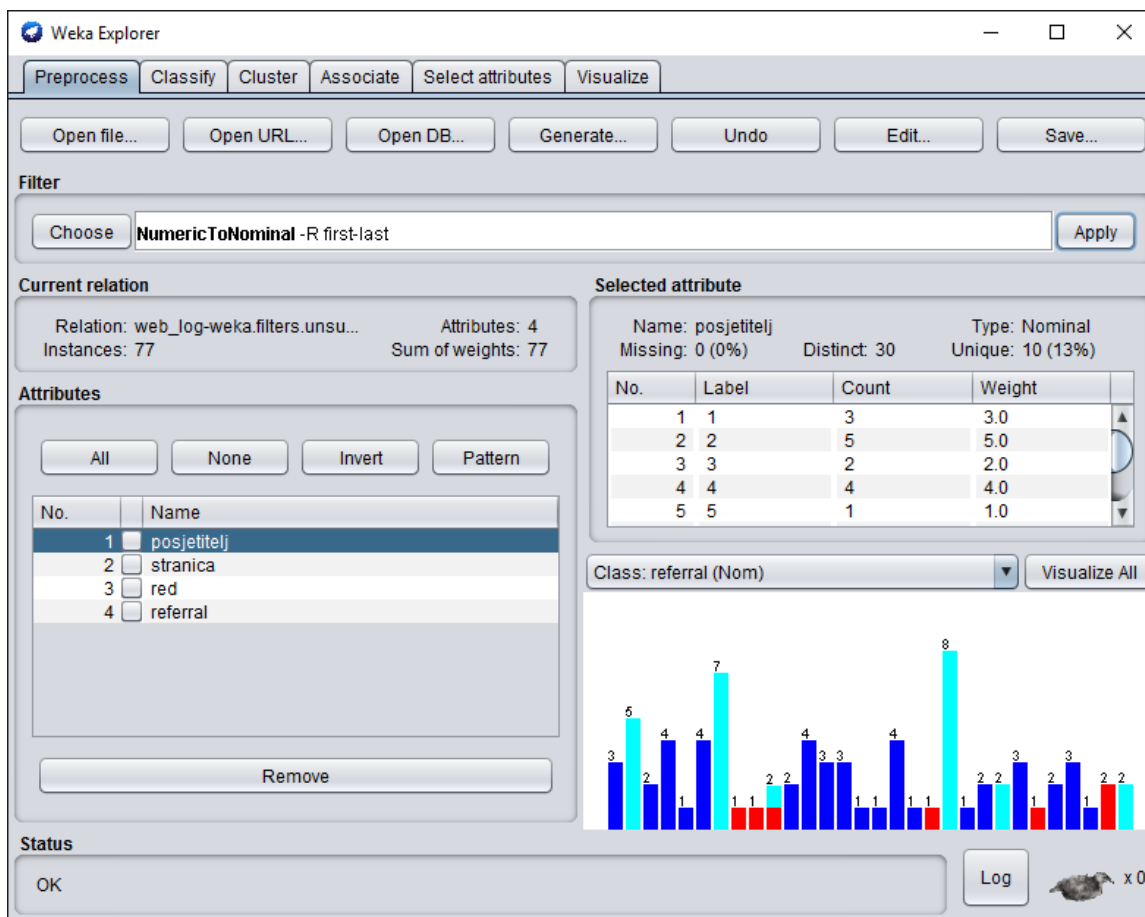 Weka Explorer
Preprocess Classify Cluster Associate Select attributes Visualize
Open file... Open URL... Open DB... Generate... Undo Edit... Save...
Filter
Choose NumericToNominal -R first-last Apply
Current relation
Relation: web_log-weka.filters.unsu... Attributes: 4
Instances: 77 Sum of weights: 77
Attributes
All None Invert Pattern
No. Name
1 posjetitelj
2 stranica
3 red
4 referral
Remove
Selected attribute
Name: posjetitelj Type: Nominal
Missing: 0 (0%) Distinct: 30 Unique: 10 (13%)
No. Label Count Weight
1 1 3 3.0
2 2 5 5.0
3 3 2 2.0
4 4 4 4.0
5 5 1 1.0
Class: referral (Nom) Visualize All
3 5 2 4 1 4 7 1 1 2 2 4 3 3 1 1 4 1 1 8 1 2 2 3 1 2 3 1 2 2
Status
OK Log x 0